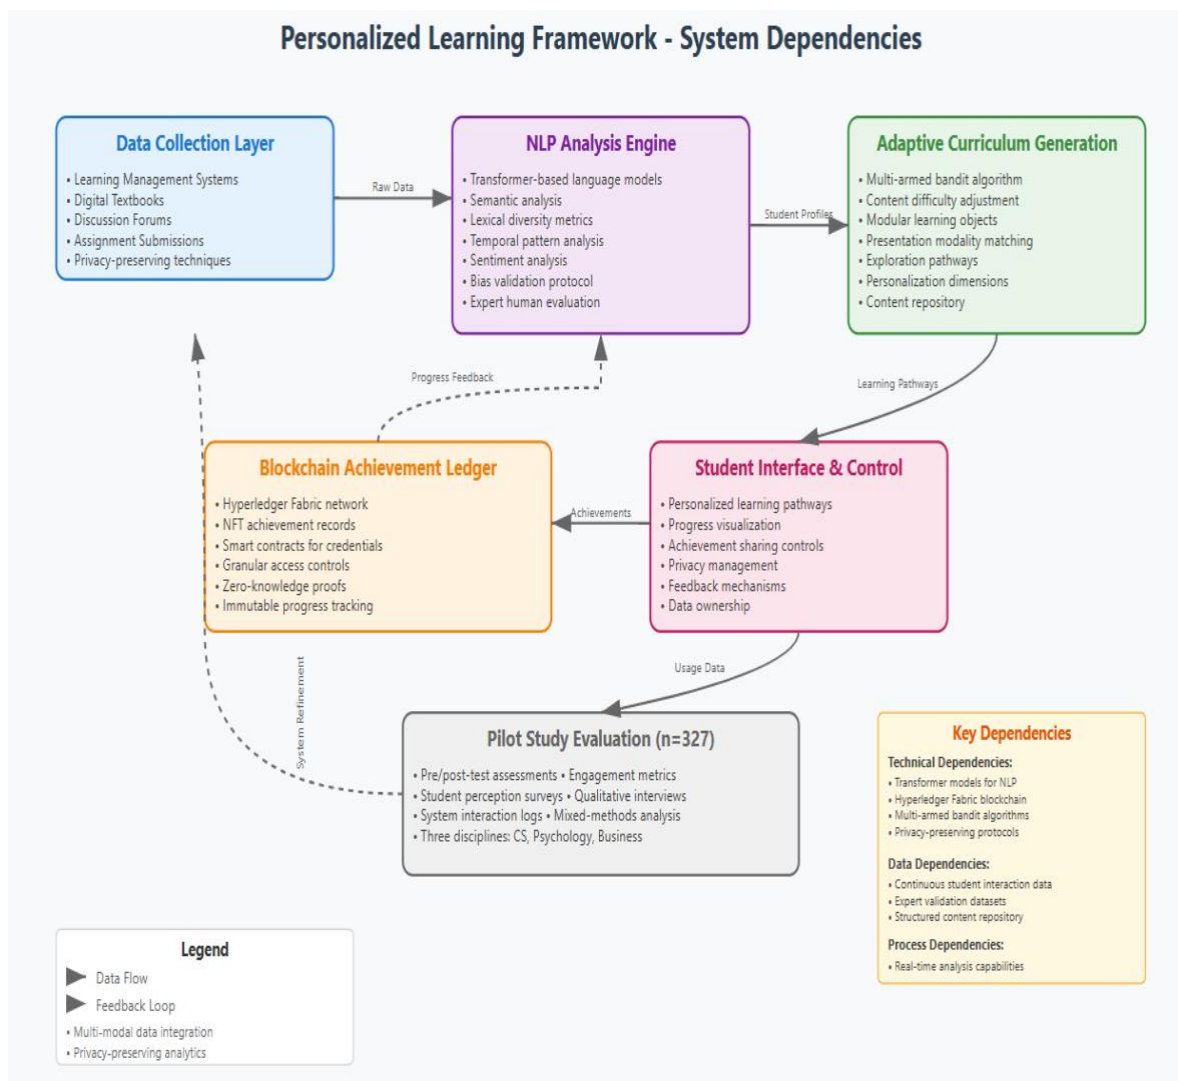 Personalized Learning Framework - System Dependencies
Data Collection Layer
• Learning Management Systems
• Digital Textbooks
• Discussion Forums
• Assignment Submissions
• Privacy-preserving techniques
Raw Data
NLP Analysis Engine
• Transformer-based language models
• Semantic analysis
• Lexical diversity metrics
• Temporal pattern analysis
• Sentiment analysis
• Bias validation protocol
• Expert human evaluation
Student Profiles
Adaptive Curriculum Generation
• Multi-armed bandit algorithm
• Content difficulty adjustment
• Modular learning objects
• Presentation modality matching
• Exploration pathways
• Personalization dimensions
• Content repository
Progress Feedback
Learning Pathways
Blockchain Achievement Ledger
• Hyperledger Fabric network
• NFT achievement records
• Smart contracts for credentials
• Granular access controls
• Zero-knowledge proofs
• Immutable progress tracking
Achievements
Student Interface & Control
• Personalized learning pathways
• Progress visualization
• Achievement sharing controls
• Privacy management
• Feedback mechanisms
• Data ownership
System Refinement
Usage Data
Pilot Study Evaluation (n=327)
• Pre/post-test assessments • Engagement metrics
• Student perception surveys • Qualitative interviews
• System interaction logs • Mixed-methods analysis
• Three disciplines: CS, Psychology, Business
Key Dependencies
Technical Dependencies:
• Transformer models for NLP
• Hyperledger Fabric blockchain
• Multi-armed bandit algorithms
• Privacy-preserving protocols
Data Dependencies:
• Continuous student interaction data
• Expert validation datasets
• Structured content repository
Process Dependencies:
• Real-time analysis capabilities
Legend
Data Flow
Feedback Loop
• Multi-modal data integration
• Privacy-preserving analytics